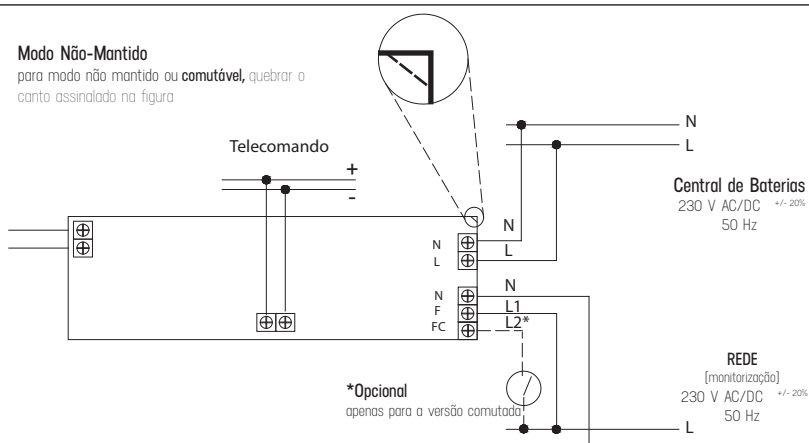 Modo Não-Mantido
para modo não mantido ou comutável, quebrar o
canto assinalado na figura
Telecomando
+
-
N
L
Central de Baterias
230 V AC/DC +/- 20%
50 Hz
N
L
N
L
N
F
FC
N
L1
L2*
*Opcional
apenas para a versão comutada
REDE
[monitorização]
230 V AC/DC +/- 20%
50 Hz
L